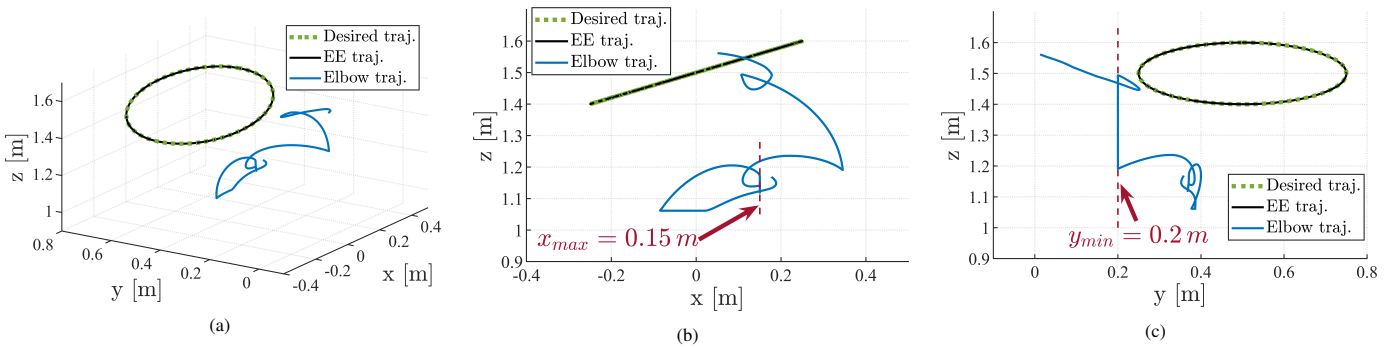 Desired traj.
EE traj.
Elbow traj.
1.6
1.4
1.2
1
z [m]
0.8
0.6
0.4
0.2
0
y [m]
-0.4
-0.2
0
0.2
0.4
x [m]
(a)
Desired traj.
EE traj.
Elbow traj.
1.7
1.6
1.5
1.4
1.3
1.2
1.1
1
0.9
z [m]
x_max = 0.15 m
-0.4
-0.2
0
0.2
0.4
x [m]
(b)
1.7
1.6
1.5
1.4
1.3
1.2
1.1
1
0.9
z [m]
Desired traj.
EE traj.
Elbow traj.
y_min = 0.2 m
0
0.2
0.4
0.6
0.8
y [m]
(c)